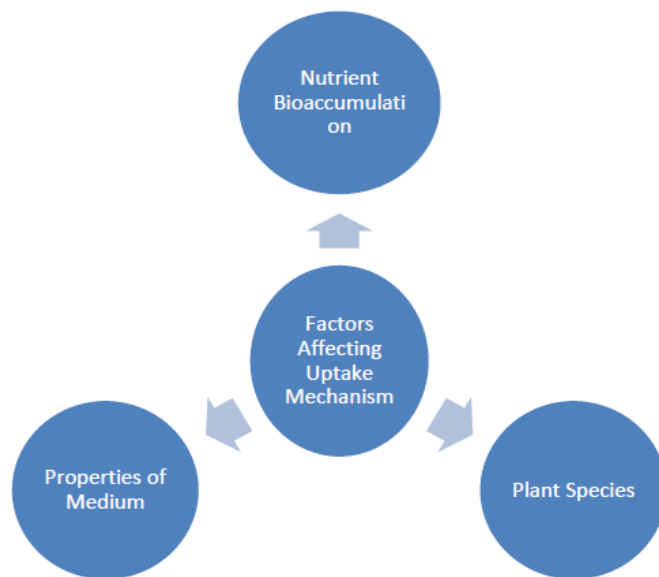 Nutrient
Bioaccumulati
on
Factors
Affecting
Uptake
Mechanism
Properties of
Medium
Plant Species